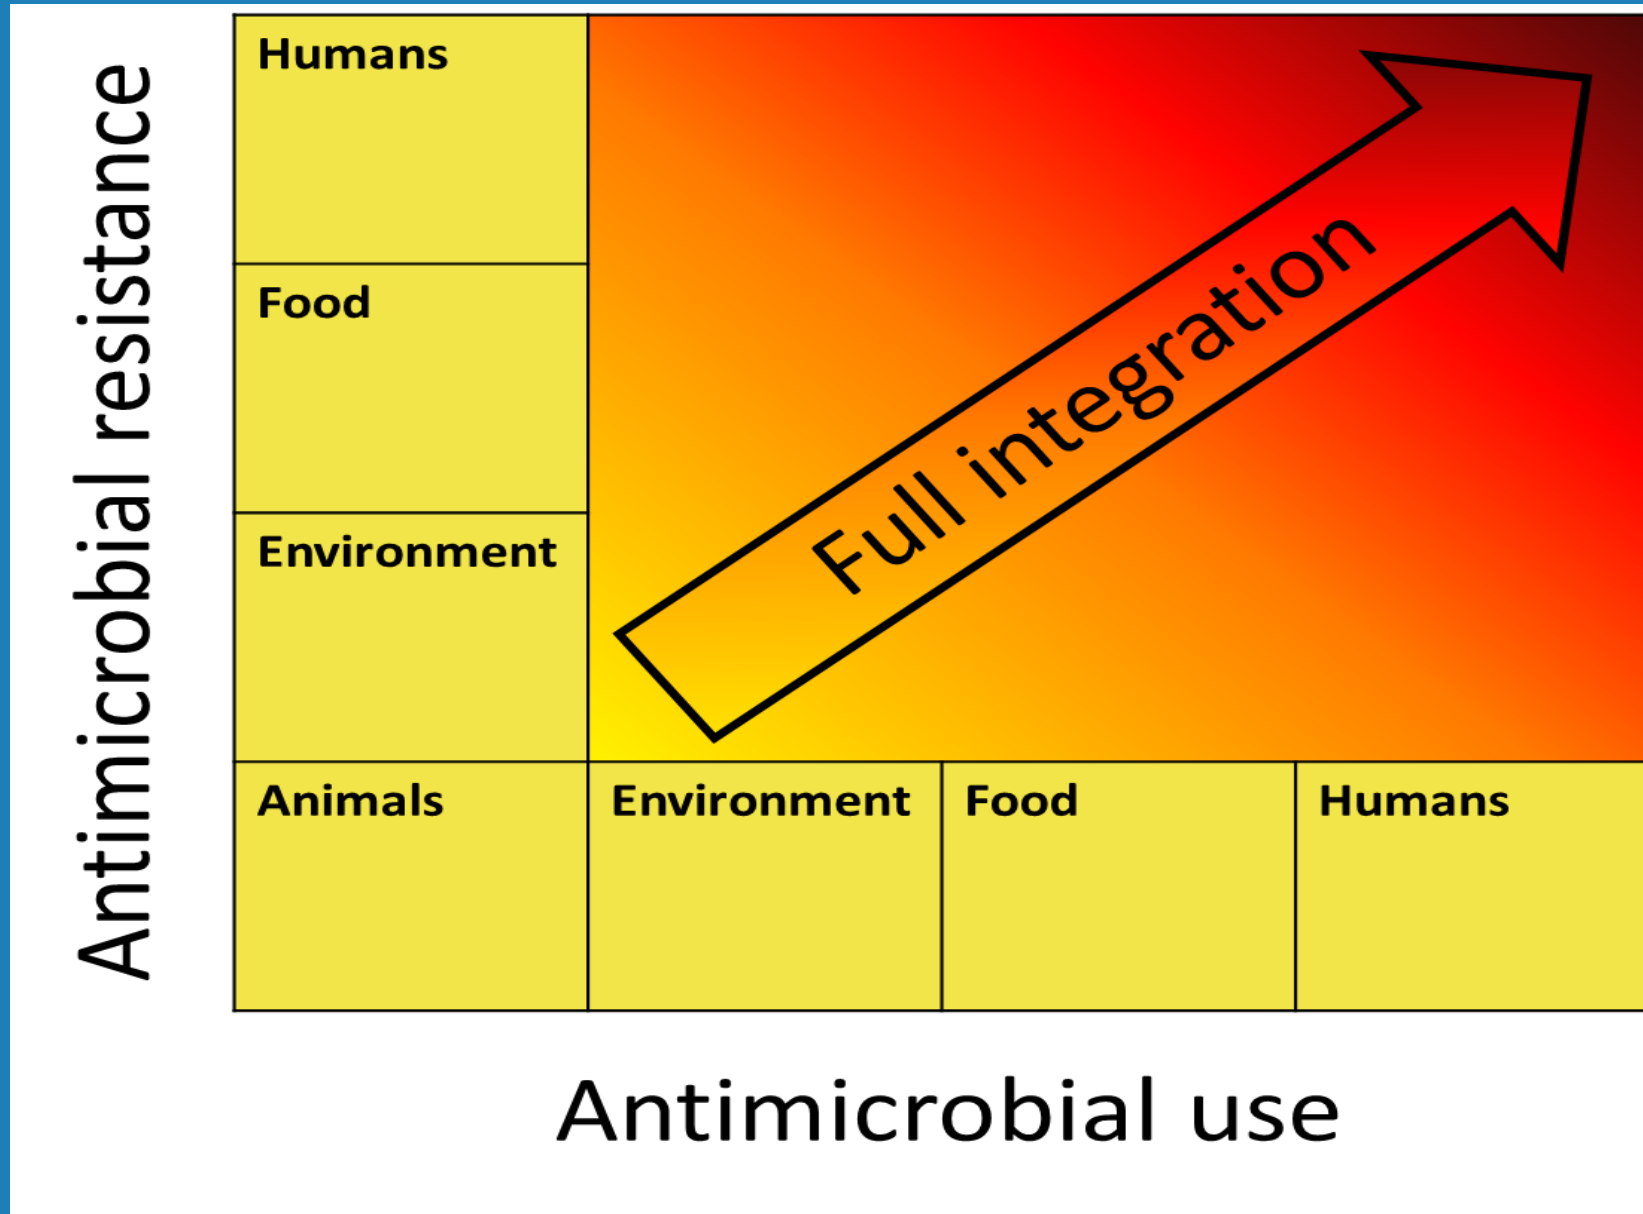 Antimicrobial resistance
Humans
Food
Environment
Full integration
Animals
Environment
Food
Humans
Antimicrobial use